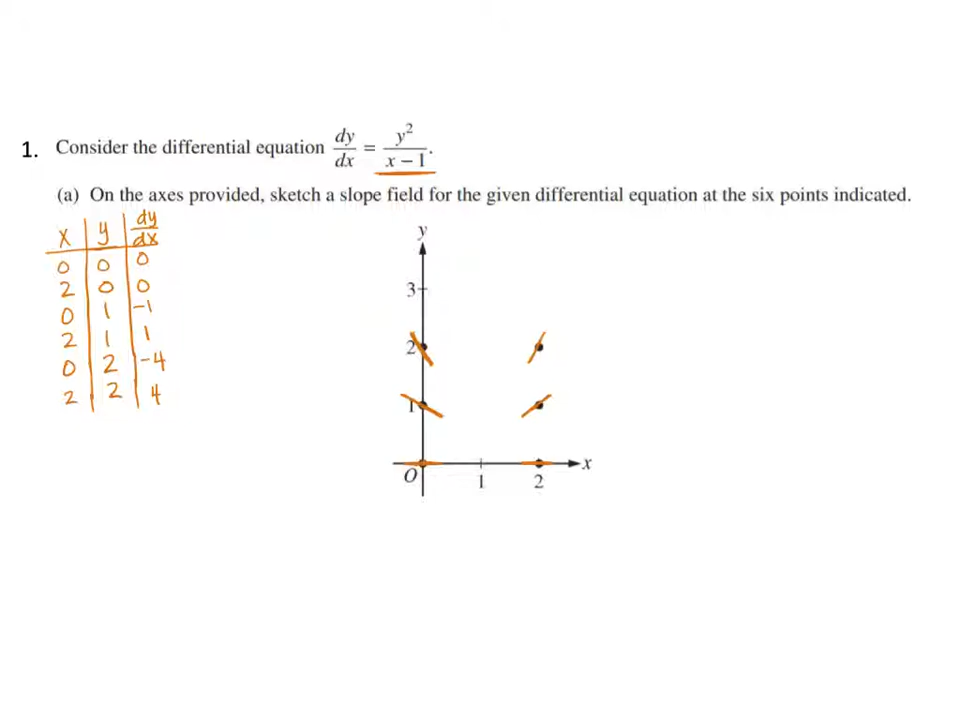 1. Consider the differential equation dy/dx = y²/(x − 1).
(a) On the axes provided, sketch a slope field for the given differential equation at the six points indicated.
x | y | dy/dx
0 | 0 | 0
2 | 0 | 0
0 | 1 | -1
2 | 1 | 1
0 | 2 | -4
2 | 2 | 4
y
3
2
1
x
O
1 2